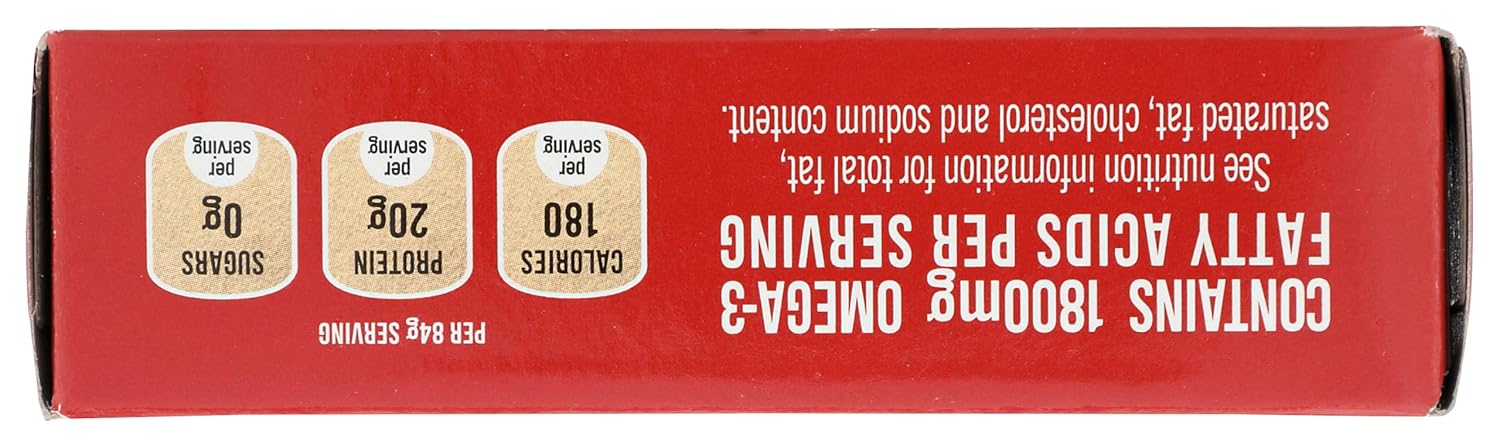 CONTAINS 1800mg OMEGA-3
FATTY ACIDS PER SERVING
See nutrition information for total fat,
saturated fat, cholesterol and sodium content.
PER 84g SERVING
CALORIES
180
per
serving
PROTEIN
20g
per
serving
SUGARS
0g
per
serving